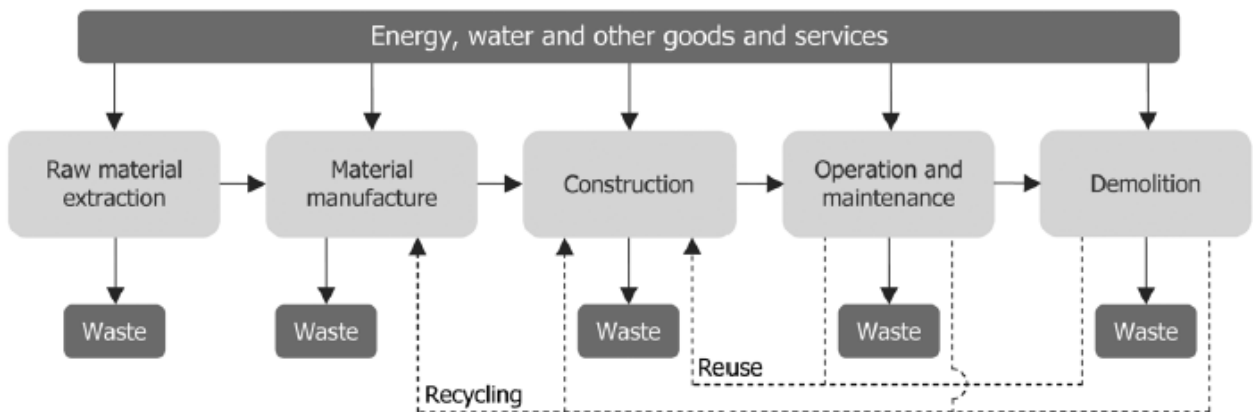 Energy, water and other goods and services
Raw material
extraction
Material
manufacture
Construction
Operation and
maintenance
Demolition
Waste
Waste
Waste
Waste
Waste
Reuse
Recycling